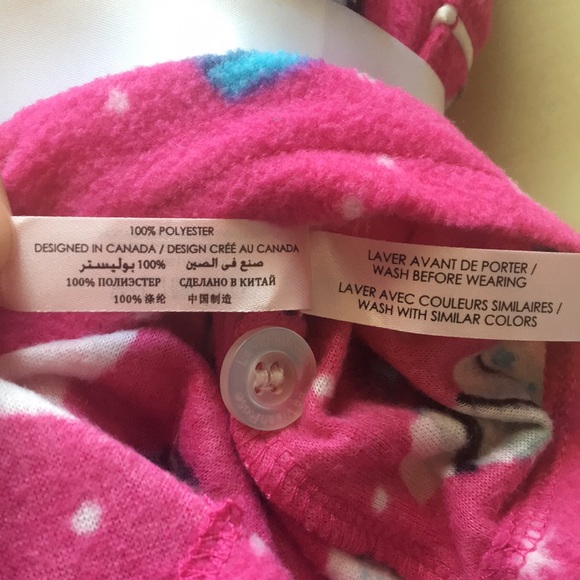 100% POLYESTER
DESIGNED IN CANADA / DESIGN CRÉÉ AU CANADA
100% بوليستر صنع في الصين
100% ПОЛИЭСТЕР СДЕЛАНО В КИТАЙ
100% 涤纶 中国制造
LAVER AVANT DE PORTER /
WASH BEFORE WEARING
LAVER AVEC COULEURS SIMILAIRES /
WASH WITH SIMILAR COLORS